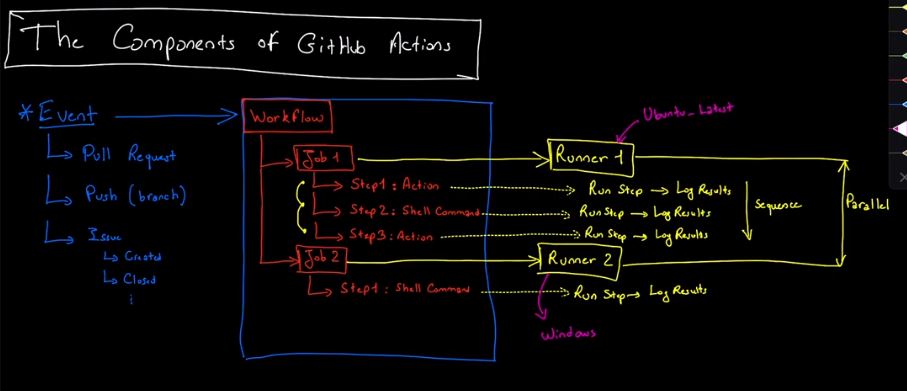 The Components of GitHub Actions
*Event
Pull Request
Push (branch)
Issue
Created
Closed
Workflow
Job 1
Step1 : Action
Step2 : Shell Command
Step3 : Action
Job 2
Step1 : Shell Command
Ubuntu_Latest
Runner 1
Run Step → Log Results
Run Step → Log Results
Run Step → Log Results
Sequence
Parallel
Runner 2
Run Step → Log Results
Windows